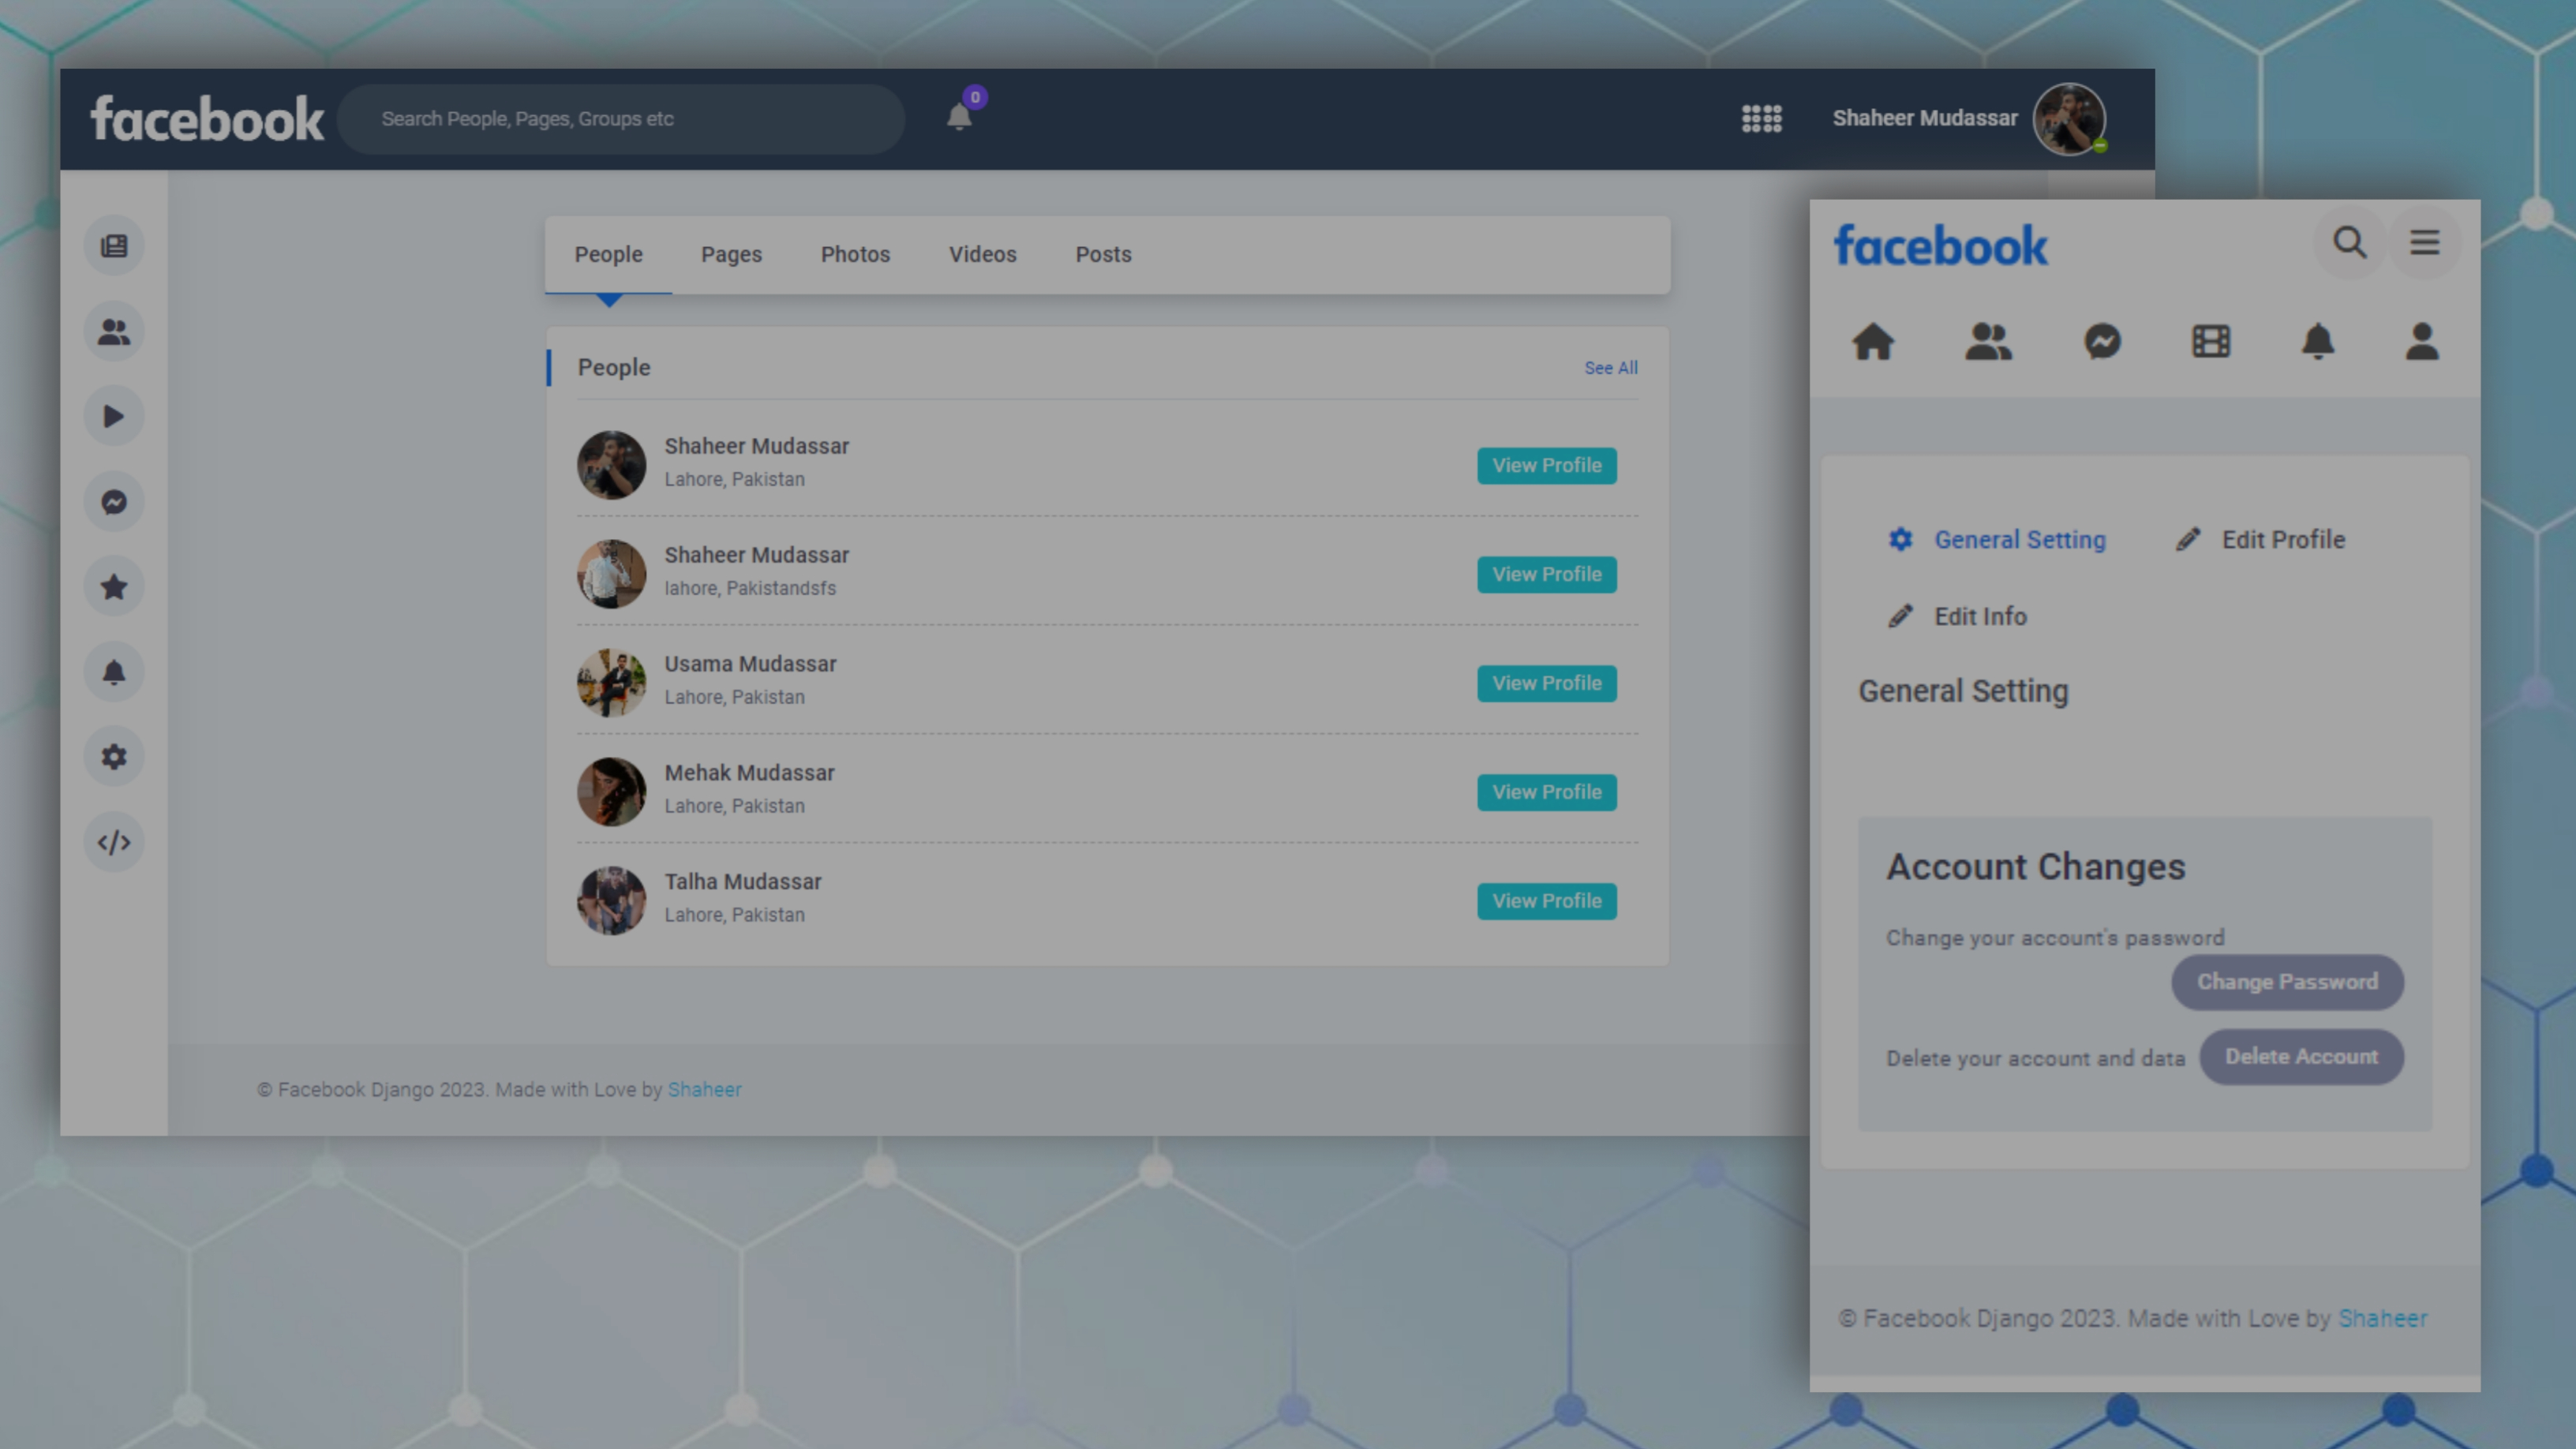 facebook
Search People, Pages, Groups etc
0
Shaheer Mudassar
People
Pages
Photos
Videos
Posts
People
See All
Shaheer Mudassar
Lahore, Pakistan
View Profile
Shaheer Mudassar
lahore, Pakistandsfs
View Profile
Usama Mudassar
Lahore, Pakistan
View Profile
Mehak Mudassar
Lahore, Pakistan
View Profile
Talha Mudassar
Lahore, Pakistan
View Profile
© Facebook Django 2023. Made with Love by Shaheer
facebook
General Setting
Edit Profile
Edit Info
General Setting
Account Changes
Change your account's password
Change Password
Delete your account and data
Delete Account
© Facebook Django 2023. Made with Love by Shaheer